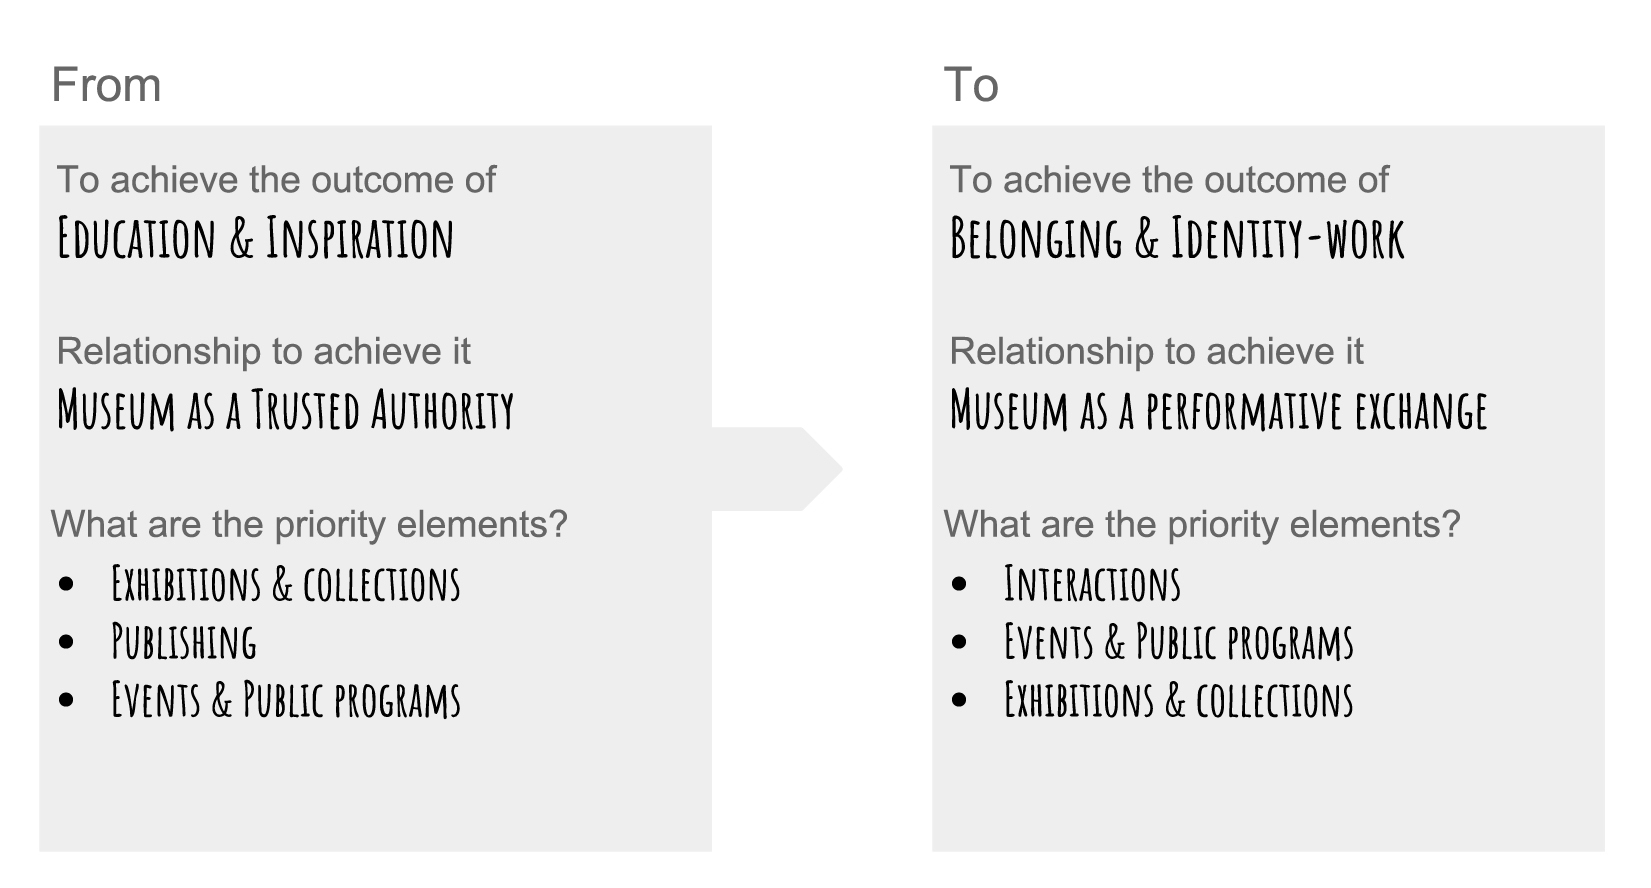 From
To achieve the outcome of
Education & Inspiration
Relationship to achieve it
Museum as a Trusted Authority
What are the priority elements?
• Exhibitions & collections
• Publishing
• Events & Public programs
To
To achieve the outcome of
Belonging & Identity-work
Relationship to achieve it
Museum as a performative exchange
What are the priority elements?
• Interactions
• Events & Public programs
• Exhibitions & collections